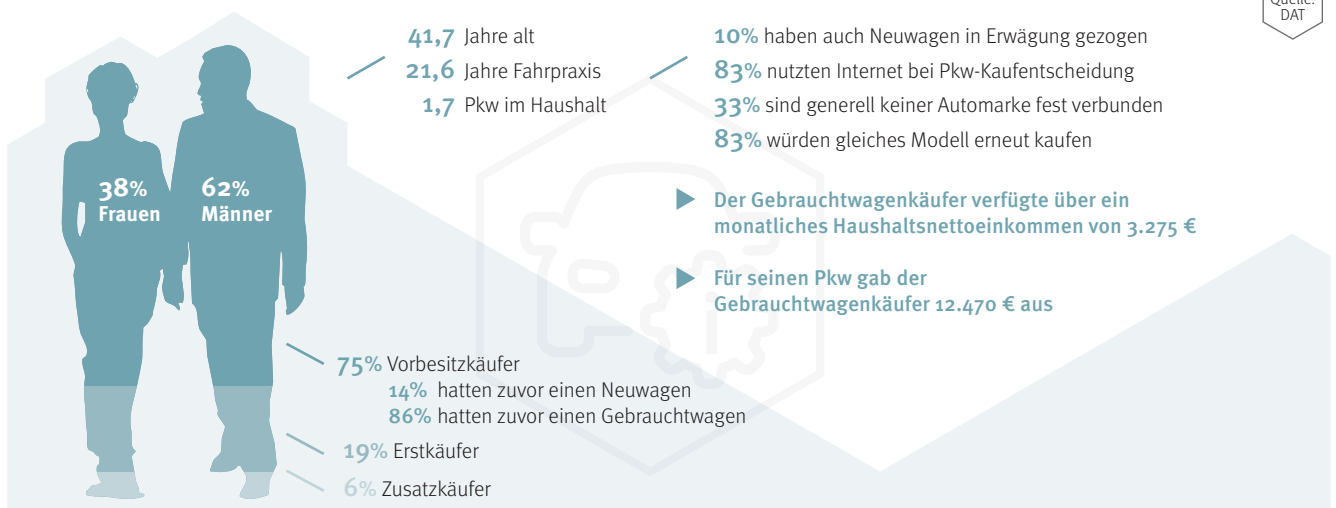 Quelle:
DAT
41,7 Jahre alt
21,6 Jahre Fahrpraxis
1,7 Pkw im Haushalt
10% haben auch Neuwagen in Erwägung gezogen
83% nutzten Internet bei Pkw-Kaufentscheidung
33% sind generell keiner Automarke fest verbunden
83% würden gleiches Modell erneut kaufen
38%
Frauen
62%
Männer
Der Gebrauchtwagenkäufer verfügte über ein
monatliches Haushaltsnettoeinkommen von 3.275 €
Für seinen Pkw gab der
Gebrauchtwagenkäufer 12.470 € aus
75% Vorbesitzkäufer
14% hatten zuvor einen Neuwagen
86% hatten zuvor einen Gebrauchtwagen
19% Erstkäufer
6% Zusatzkäufer